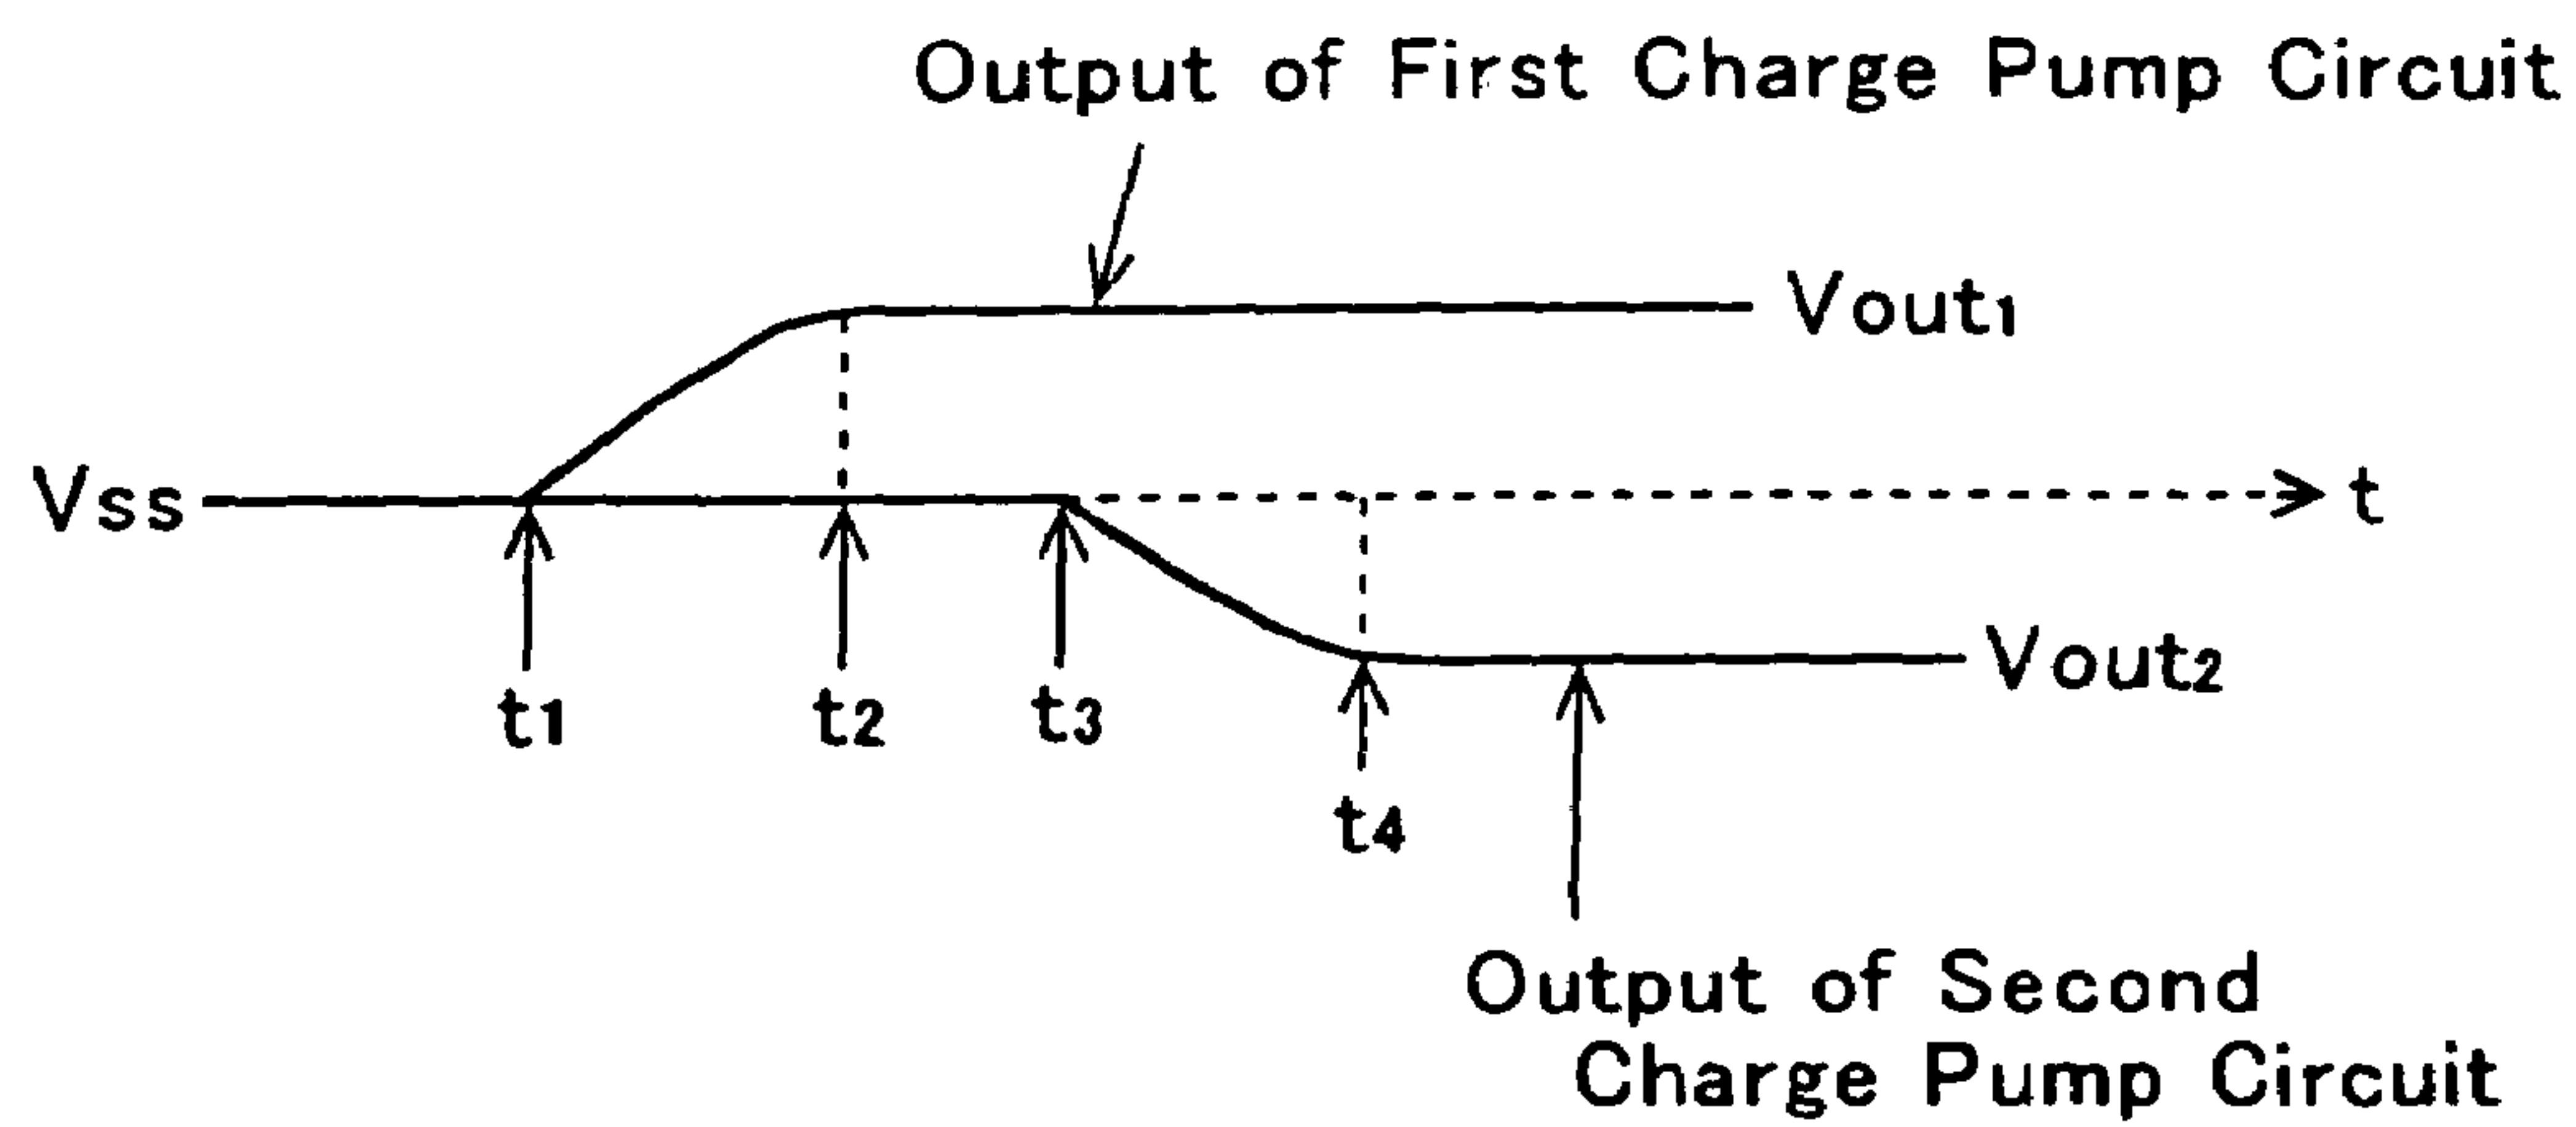 Output of First Charge Pump Circuit
Vout1
Vss
t
t1
t2
t3
Vout2
t4
Output of Second
Charge Pump Circuit